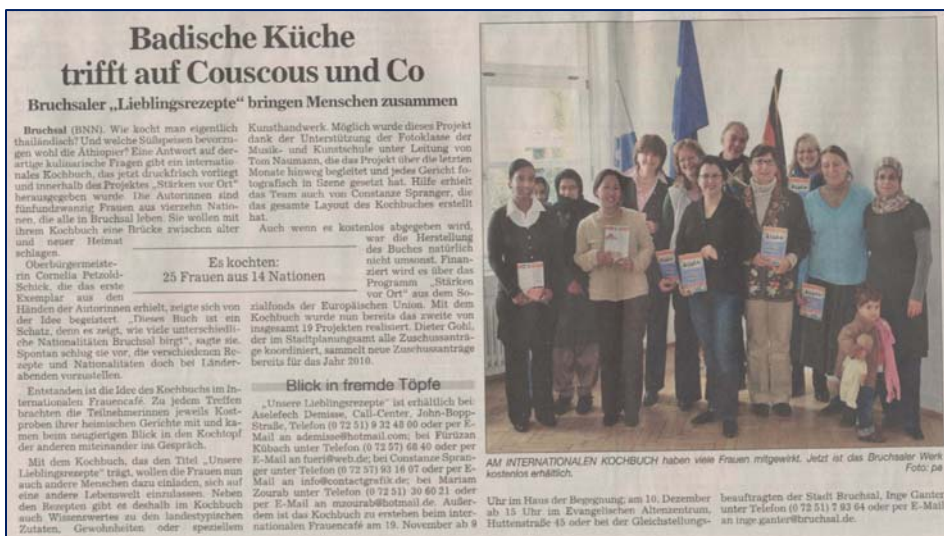 Badische Küche
trifft auf Couscous und Co
Bruchsaler „Lieblingsrezepte" bringen Menschen zusammen
Bruchsal (BNN). Wie kocht man eigentlich
thailändisch? Und welche Süßspeisen bevorzu-
gen wohl die Äthiopier? Eine Antwort auf der-
artige kulinarische Fragen gibt ein internatio-
nales Kochbuch, das jetzt druckfrisch vorliegt
und innerhalb des Projektes „Stärken vor Ort"
herausgegeben wurde. Die Autorinnen sind
fünfundzwanzig Frauen aus vierzehn Natio-
nen, die alle in Bruchsal leben. Sie wollen mit
ihrem Kochbuch eine Brücke zwischen alter
und neuer Heimat
schlagen.
Oberbürgermeiste-
rin Cornelia Petzold-
Schick, die das erste
Exemplar aus den
Händen der Autorinnen erhielt, zeigte sich von
der Idee begeistert. „Dieses Buch ist ein
Schatz, denn es zeigt, wie viele unterschiedli-
che Nationalitäten Bruchsal birgt", sagte sie.
Spontan schlug sie vor, die verschiedenen Re-
zepte und Nationalitäten doch bei Länder-
abenden vorzustellen.
Entstanden ist die Idee des Kochbuchs im In-
ternationalen Frauencafé. Zu jedem Treffen
brachten die Teilnehmerinnen jeweils Kost-
proben ihrer heimischen Gerichte mit und ka-
men beim neugierigen Blick in den Kochtopf
der anderen miteinander ins Gespräch.
Mit dem Kochbuch, das den Titel „Unsere
Lieblingsrezepte" trägt, wollen die Frauen nun
auch andere Menschen dazu einladen, sich auf
eine andere Lebenswelt einzulassen. Neben
den Rezepten gibt es deshalb im Kochbuch
auch Wissenswertes zu den landestypischen
Zutaten, Gewohnheiten oder speziellem
Es kochten:
25 Frauen aus 14 Nationen
Kunsthandwerk. Möglich wurde dieses Projekt
dank der Unterstützung der Fotoklasse der
Musik- und Kunstschule unter Leitung von
Tom Naumann, die das Projekt über die letzten
Monate hinweg begleitet und jedes Gericht fo-
tografisch in Szene gesetzt hat. Hilfe erhielt
das Team auch von Constanze Spranger, die
das gesamte Layout des Kochbuches erstellt
hat.
Auch wenn es kostenlos abgegeben wird,
war die Herstellung
des Buches natürlich
nicht umsonst. Finan-
ziert wird es über das
Programm „Stärken
vor Ort" aus dem So-
zialfonds der Europäischen Union. Mit dem
Kochbuch wurde nun bereits das zweite von
insgesamt 19 Projekten realisiert. Dieter Gohl,
der im Stadtplanungsamt alle Zuschussanträ-
ge koordiniert, sammelt neue Zuschussanträge
bereits für das Jahr 2010.
Blick in fremde Töpfe
„Unsere Lieblingsrezepte" ist erhältlich bei:
Aselefech Demisse, Call-Center, John-Bopp-
Straße, Telefon (0 72 51) 9 32 48 00 oder per E-
Mail an ademisse@hotmail.com; bei Fürüzan
Kübach unter Telefon (0 72 57) 68 40 oder per
E-Mail an fueri@web.de; bei Constanze Spran-
ger unter Telefon (0 72 57) 93 16 07 oder per E-
Mail an info@contactgrafik.de; bei Mariam
Zourab unter Telefon (0 72 51) 30 60 21 oder
per E-Mail an mzourab@hotmail.de. Außer-
dem ist das Kochbuch zu erstehen beim inter-
nationalen Frauencafé am 19. November ab 9
AM INTERNATIONALEN KOCHBUCH haben viele Frauen mitgewirkt. Jetzt ist das Bruchsaler Werk
kostenlos erhältlich. Foto: pa
Uhr im Haus der Begegnung; am 10. Dezember
ab 15 Uhr im Evangelischen Altenzentrum,
Huttenstraße 45 oder bei der Gleichstellungs-
beauftragten der Stadt Bruchsal, Inge Ganter
unter Telefon (0 72 51) 7 93 64 oder per E-Mail
an inge.ganter@bruchsal.de.